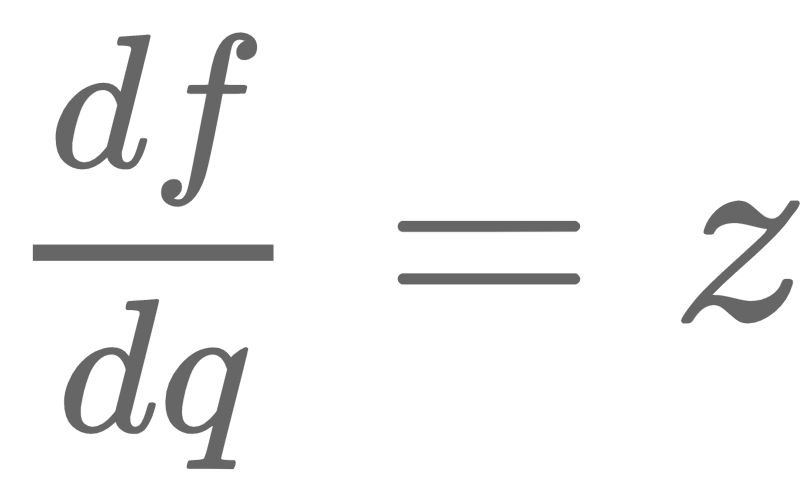 df
dq
= z